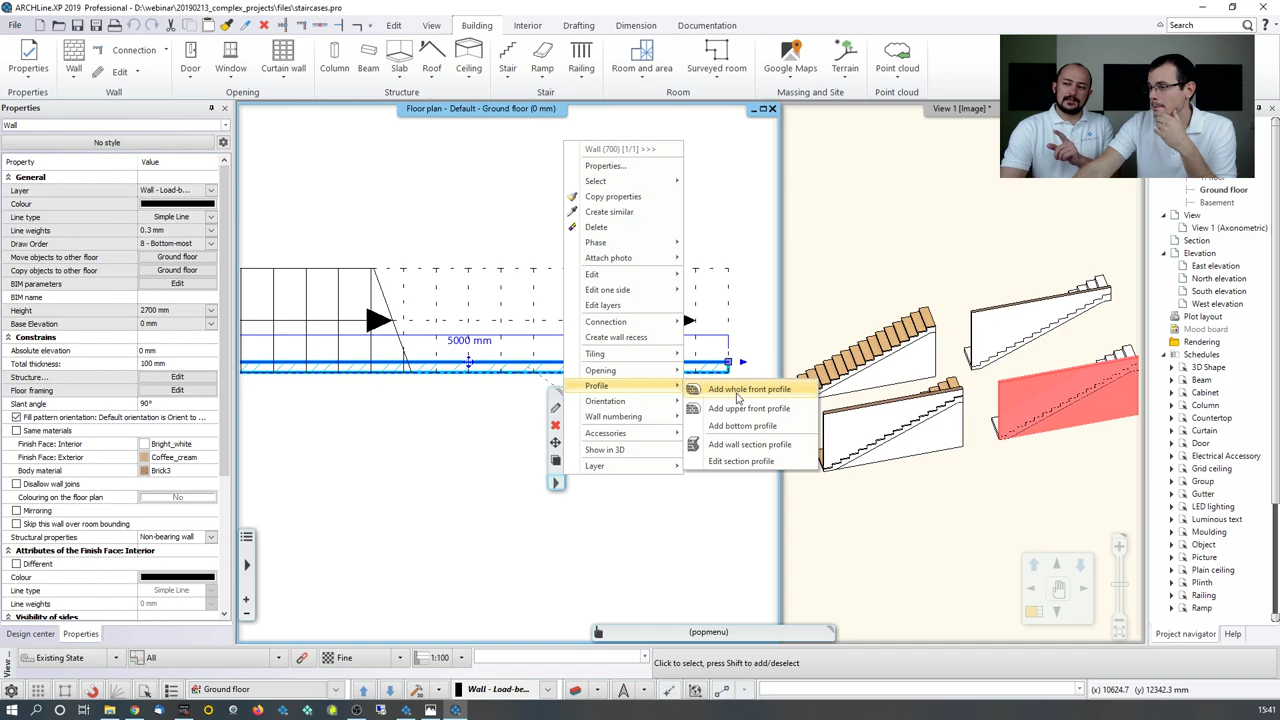 ARCHLine.XP 2019 Professional - D:\webinar\20190213_complex_projects\files\staircases.pro
File Edit View Building Interior Drafting Dimension Documentation Search
Connection
Edit
Properties Wall Door Window Curtain wall Column Beam Slab Roof Ceiling Stair Ramp Railing Room and area Surveyed room Google Maps Terrain Point cloud
Properties Wall Opening Structure Stair Room Massing and Site Point cloud
Properties
Wall
No style
Property Value
General
Layer Wall - Load-b...
Colour
Line type Simple Line
Line weights 0.3 mm
Draw Order 8 - Bottom-most
Move objects to other floor Ground floor
Copy objects to other floor Ground floor
BIM parameters Edit
BIM name
Height 2700 mm
Base Elevation 0 mm
Constrains
Absolute elevation 0 mm
Total thickness: 100 mm
Structure... Edit
Floor framing Edit
Slant angle 90°
Fill pattern orientation: Default orientation is Orient to ...
Same materials
Finish Face: Interior Bright_white
Finish Face: Exterior Coffee_cream
Body material Brick3
Disallow wall joins
Colouring on the floor plan No
Mirroring
Skip this wall over room bounding
Structural properties Non-bearing wall
Attributes of the Finish Face: Interior
Different
Colour
Line type Simple Line
Line weights 0 mm
Visibility of sides
Design center Properties
Floor plan - Default - Ground floor (0 mm)
5000 mm
Wall (700) [1/1] >>>
Properties...
Select
Copy properties
Create similar
Delete
Phase
Attach photo
Edit
Edit one side
Edit layers
Connection
Create wall recess
Tiling
Opening
Profile
Orientation
Wall numbering
Accessories
Show in 3D
Layer
Add whole front profile
Add upper front profile
Add bottom profile
Add wall section profile
Edit section profile
(popmenu)
View 1 [Image] *
Ground floor
Basement
View
View 1 (Axonometric)
Section
Elevation
East elevation
North elevation
South elevation
West elevation
Plot layout
Mood board
Rendering
Schedules
3D Shape
Beam
Cabinet
Column
Countertop
Curtain
Door
Electrical Accessory
Grid ceiling
Group
Gutter
LED lighting
Luminous text
Moulding
Object
Picture
Plain ceiling
Plinth
Railing
Ramp
Project navigator Help
View
Existing State All Fine 1:100 Click to select, press Shift to add/deselect
Ground floor Wall - Load-be... (x) 10624.7 (y) 12342.3 mm
15:41